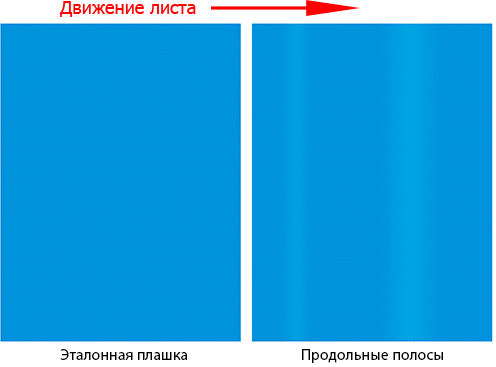 Движение листа
Эталонная плашка
Продольные полосы